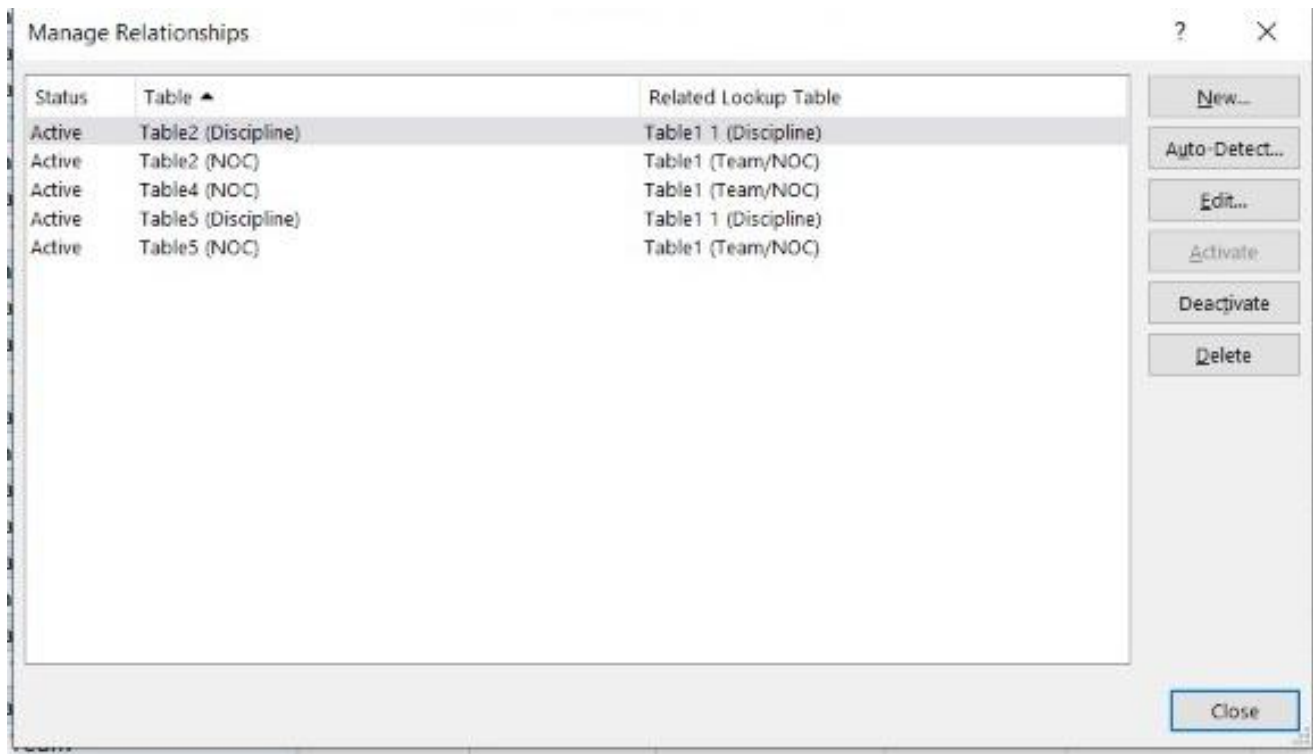 Manage Relationships ?
Status Table Related Lookup Table
Active Table2 (Discipline) Table1 1 (Discipline)
Active Table2 (NOC) Table1 (Team/NOC)
Active Table4 (NOC) Table1 (Team/NOC)
Active Table5 (Discipline) Table1 1 (Discipline)
Active Table5 (NOC) Table1 (Team/NOC)
New...
Auto-Detect...
Edit...
Activate
Deactivate
Delete
Close